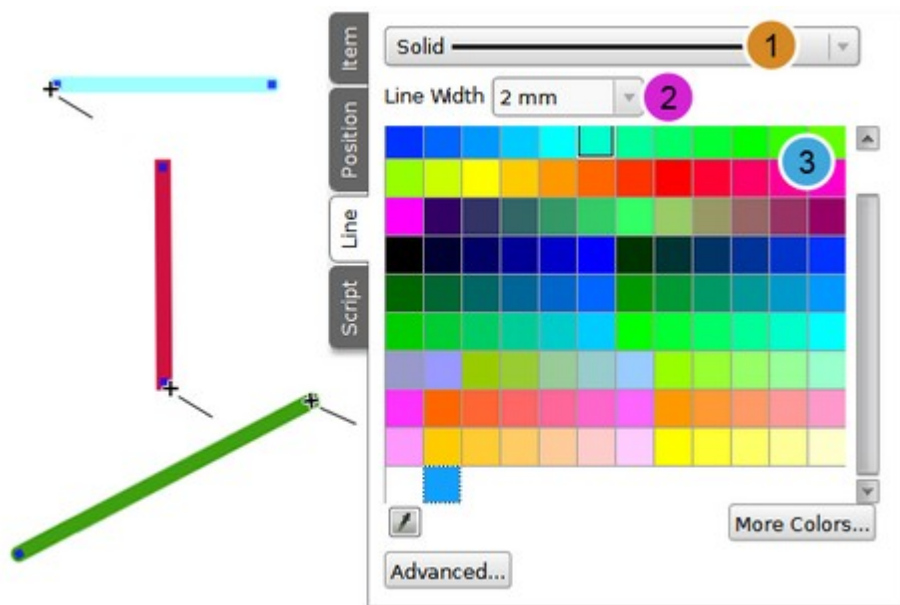 Item
Position
Line
Script
Solid
1
Line Width
2 mm
2
3
More Colors...
Advanced...